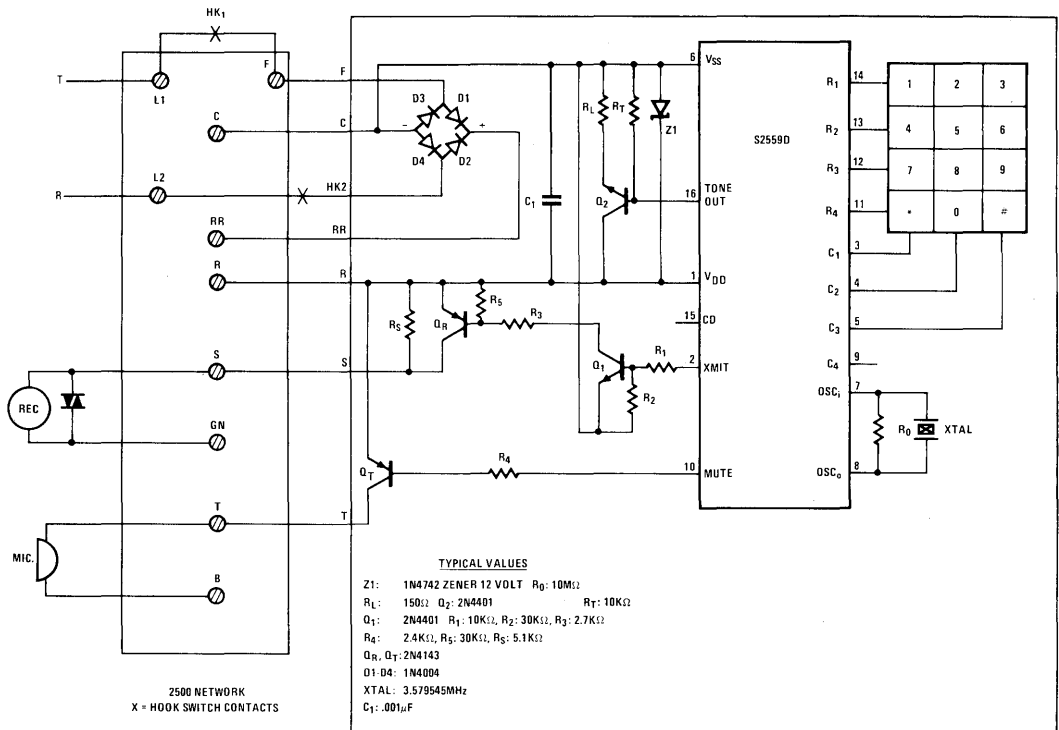 HK1
T
L1
F
F
C
C
D3
D1
-
+
D4
D2
R
L2
HK2
RR
RR
R
R
S
S
REC
GN
T
T
MIC.
B
2500 NETWORK
X = HOOK SWITCH CONTACTS
C1
RL
RT
Z1
Q2
RS
QR
R5
R3
Q1
R1
R2
QT
R4
6 VSS
S2559D
16 TONE OUT
1 VDD
15 CD
2 XMIT
10 MUTE
R1 14
R2 13
R3 12
R4 11
C1 3
C2 4
C3 5
C4 9
OSCi 7
OSCo 8
1 2 3
4 5 6
7 8 9
* 0 #
RO
XTAL
TYPICAL VALUES
Z1: 1N4742 ZENER 12 VOLT RO: 10MΩ
RL: 150Ω Q2: 2N4401 RT: 10KΩ
Q1: 2N4401 R1: 10KΩ, R2: 30KΩ, R3: 2.7KΩ
R4: 2.4KΩ, R5: 30KΩ, RS: 5.1KΩ
QR, QT: 2N4143
D1-D4: 1N4004
XTAL: 3.579545MHz
C1: .001μF